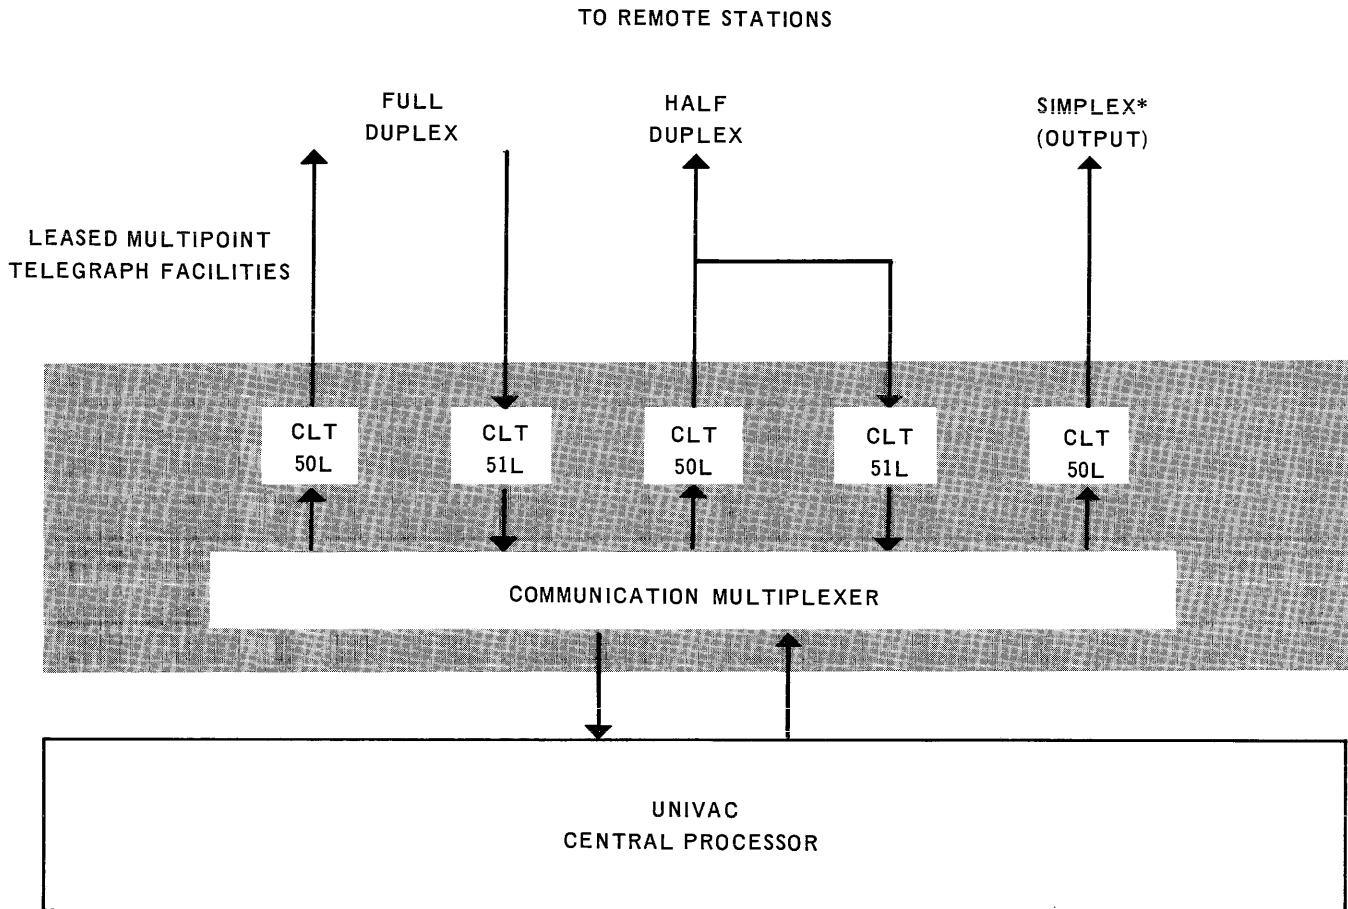 TO REMOTE STATIONS
FULL
DUPLEX
HALF
DUPLEX
SIMPLEX*
(OUTPUT)
LEASED MULTIPOINT
TELEGRAPH FACILITIES
CLT
50L
CLT
51L
CLT
50L
CLT
51L
CLT
50L
COMMUNICATION MULTIPLEXER
UNIVAC
CENTRAL PROCESSOR